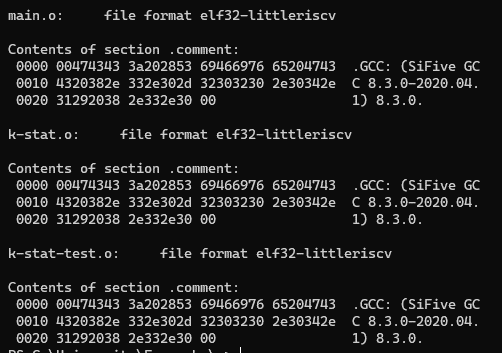 main.o:     file format elf32-littleriscv
Contents of section .comment:
 0000 00474343 3a202853 69466976 65204743  .GCC: (SiFive GC
 0010 4320382e 332e302d 32303230 2e30342e  C 8.3.0-2020.04.
 0020 31292038 2e332e30 00                 1) 8.3.0.
k-stat.o:     file format elf32-littleriscv
Contents of section .comment:
 0000 00474343 3a202853 69466976 65204743  .GCC: (SiFive GC
 0010 4320382e 332e302d 32303230 2e30342e  C 8.3.0-2020.04.
 0020 31292038 2e332e30 00                 1) 8.3.0.
k-stat-test.o:     file format elf32-littleriscv
Contents of section .comment:
 0000 00474343 3a202853 69466976 65204743  .GCC: (SiFive GC
 0010 4320382e 332e302d 32303230 2e30342e  C 8.3.0-2020.04.
 0020 31292038 2e332e30 00                 1) 8.3.0.